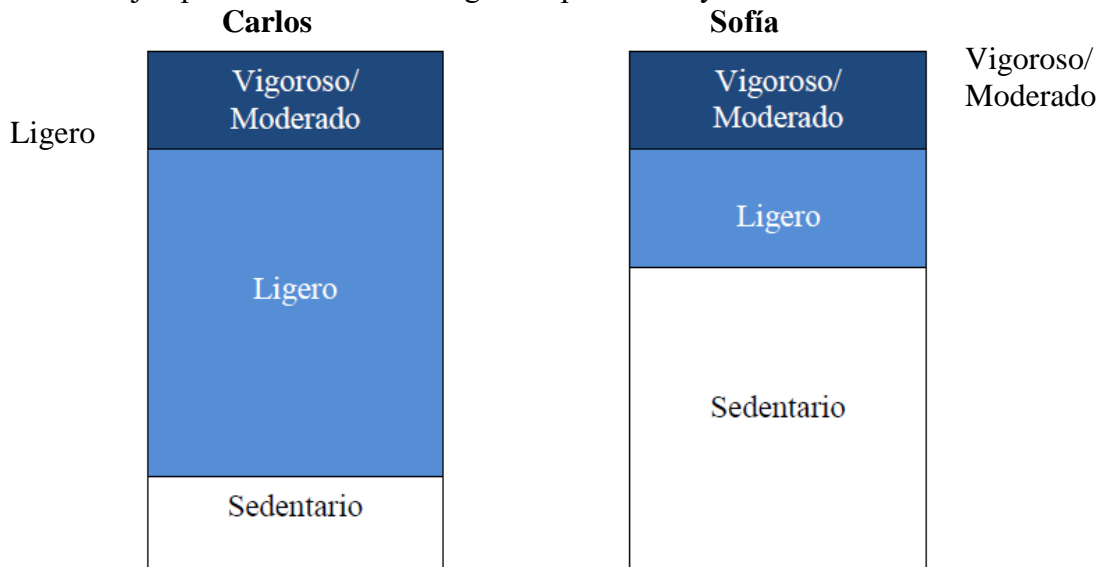 Carlos
Sofía
Vigoroso/
Moderado
Ligero
Sedentario
Vigoroso/
Moderado
Ligero
Sedentario
Ligero
Vigoroso/
Moderado